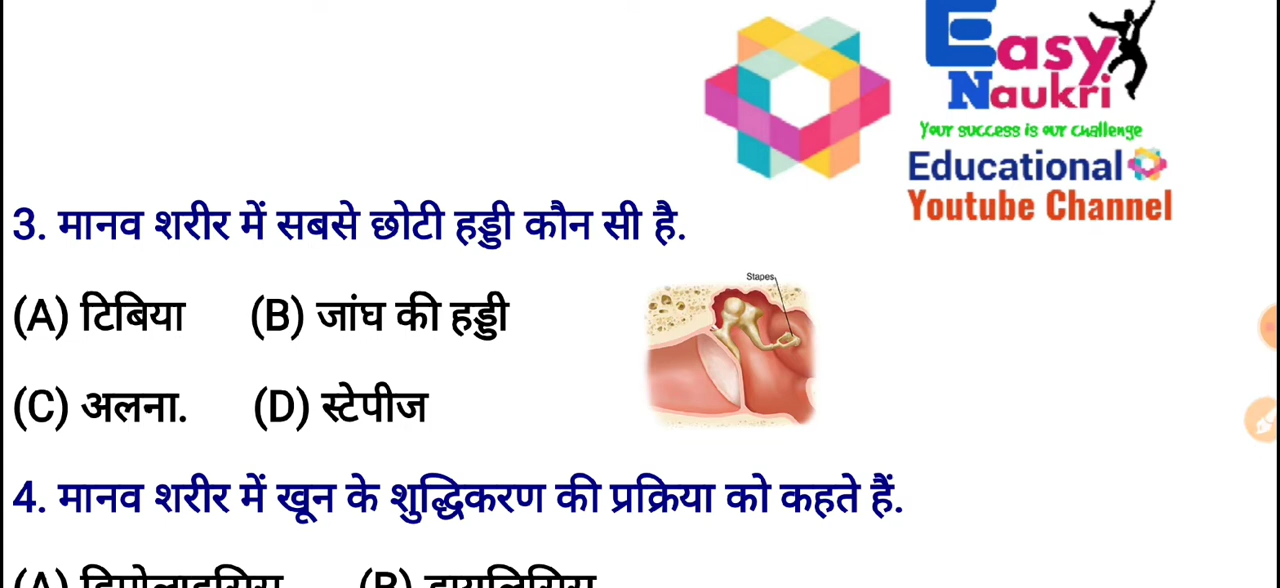 Easy
Naukri
Your success is our challenge
Educational
Youtube Channel
3. मानव शरीर में सबसे छोटी हड्डी कौन सी है.
Stapes
(A) टिबिया (B) जांघ की हड्डी
(C) अलना. (D) स्टेपीज
4. मानव शरीर में खून के शुद्धिकरण की प्रक्रिया को कहते हैं.
(A) (B)